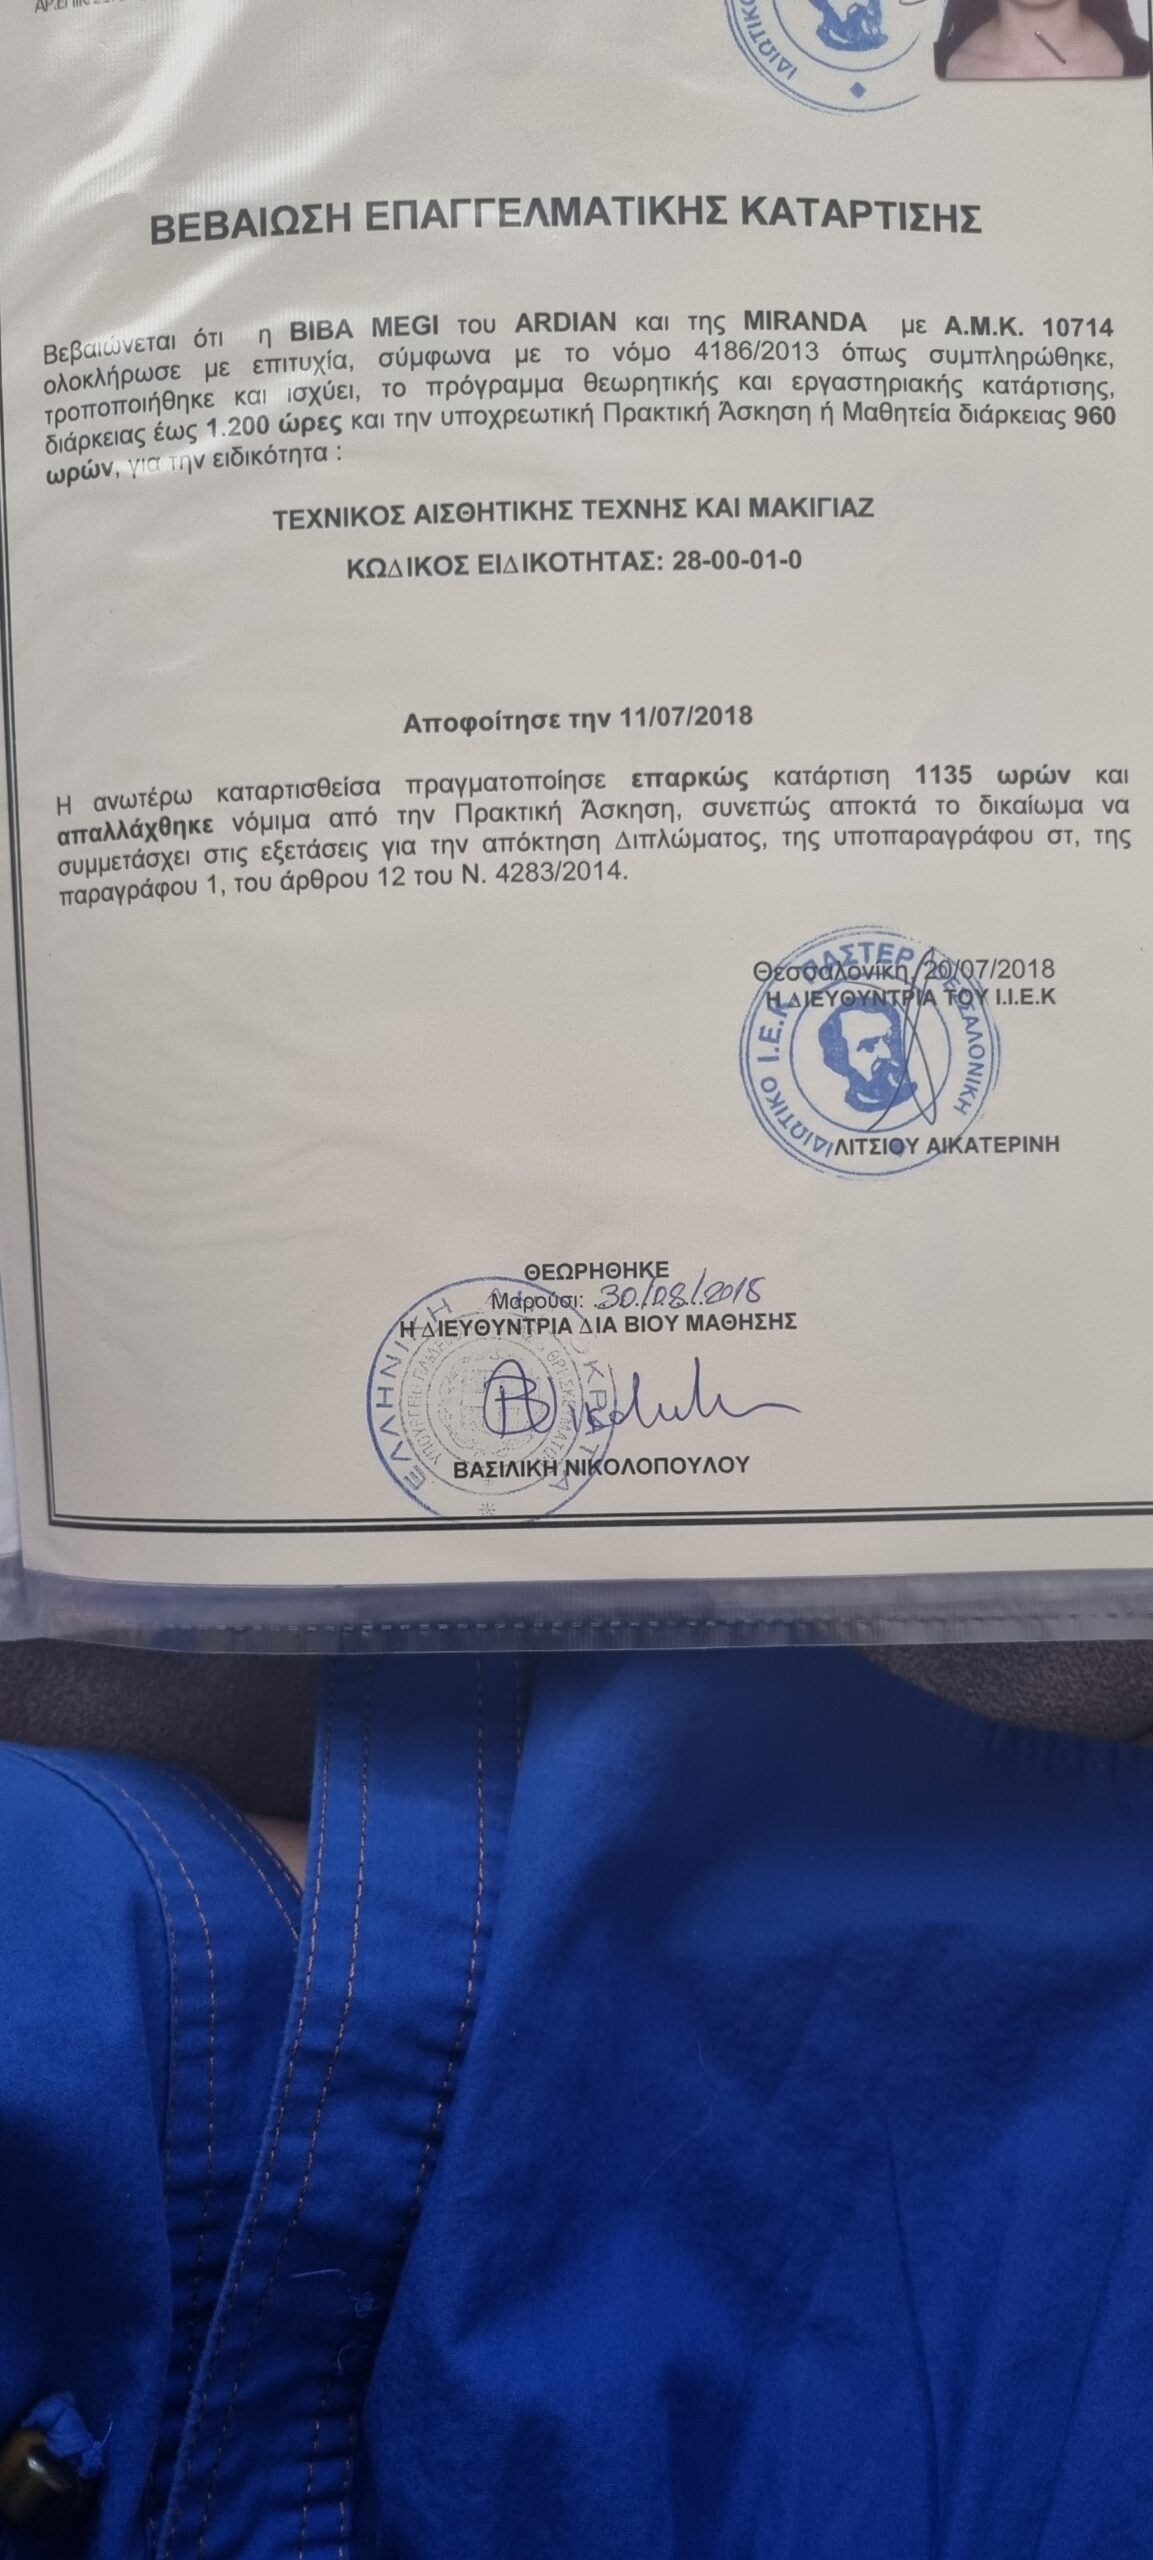 ΙΔΙΩΤΙΚΟ
ΒΕΒΑΙΩΣΗ ΕΠΑΓΓΕΛΜΑΤΙΚΗΣ ΚΑΤΑΡΤΙΣΗΣ
Βεβαιώνεται ότι η BIBA MEGI του ARDIAN και της MIRANDA με Α.Μ.Κ. 10714
ολοκλήρωσε με επιτυχία, σύμφωνα με το νόμο 4186/2013 όπως συμπληρώθηκε,
τροποποιήθηκε και ισχύει, το πρόγραμμα θεωρητικής και εργαστηριακής κατάρτισης,
διάρκειας έως 1.200 ώρες και την υποχρεωτική Πρακτική Άσκηση ή Μαθητεία διάρκειας 960
ωρών, για την ειδικότητα :
ΤΕΧΝΙΚΟΣ ΑΙΣΘΗΤΙΚΗΣ ΤΕΧΝΗΣ ΚΑΙ ΜΑΚΙΓΙΑΖ
ΚΩΔΙΚΟΣ ΕΙΔΙΚΟΤΗΤΑΣ: 28-00-01-0
Αποφοίτησε την 11/07/2018
Η ανωτέρω καταρτισθείσα πραγματοποίησε επαρκώς κατάρτιση 1135 ωρών και
απαλλάχθηκε νόμιμα από την Πρακτική Άσκηση, συνεπώς αποκτά το δικαίωμα να
συμμετάσχει στις εξετάσεις για την απόκτηση Διπλώματος, της υποπαραγράφου στ, της
παραγράφου 1, του άρθρου 12 του Ν. 4283/2014.
Θεσσαλονίκη, 20/07/2018
Η ΔΙΕΥΘΥΝΤΡΙΑ ΤΟΥ Ι.Ι.Ε.Κ
ΙΔΙΩΤΙΚΟ Ι.Ε.Κ. ΠΑΣΤΕΡ ΘΕΣΣΑΛΟΝΙΚΗ
ΛΙΤΣΙΟΥ ΑΙΚΑΤΕΡΙΝΗ
ΘΕΩΡΗΘΗΚΕ
Μαρούσι: 30/08/2018
Η ΔΙΕΥΘΥΝΤΡΙΑ ΔΙΑ ΒΙΟΥ ΜΑΘΗΣΗΣ
ΕΛΛΗΝΙΚΗ
ΒΑΣΙΛΙΚΗ ΝΙΚΟΛΟΠΟΥΛΟΥ